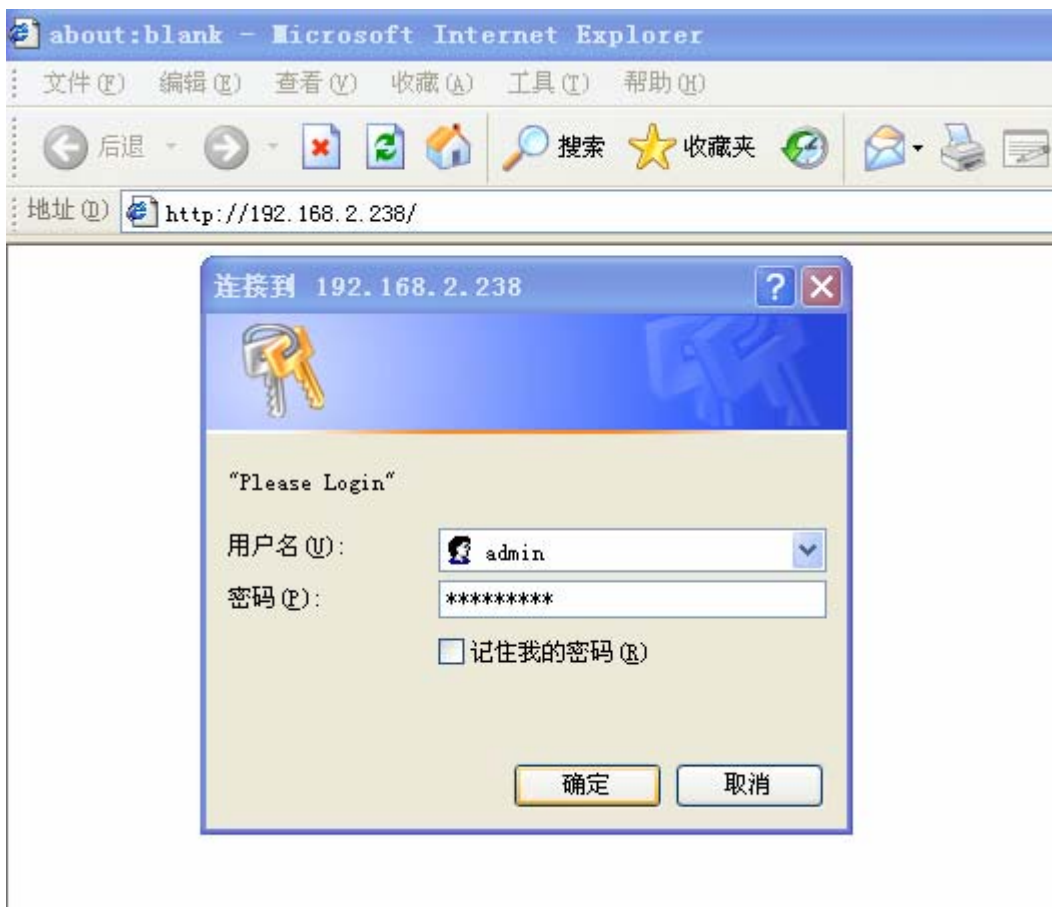 about:blank - Microsoft Internet Explorer
文件(F) 编辑(E) 查看(V) 收藏(A) 工具(T) 帮助(H)
后退 搜索 收藏夹
地址(D) http://192.168.2.238/
连接到 192.168.2.238
"Please Login"
用户名(U): admin
密码(P): *********
记住我的密码(R)
确定 取消